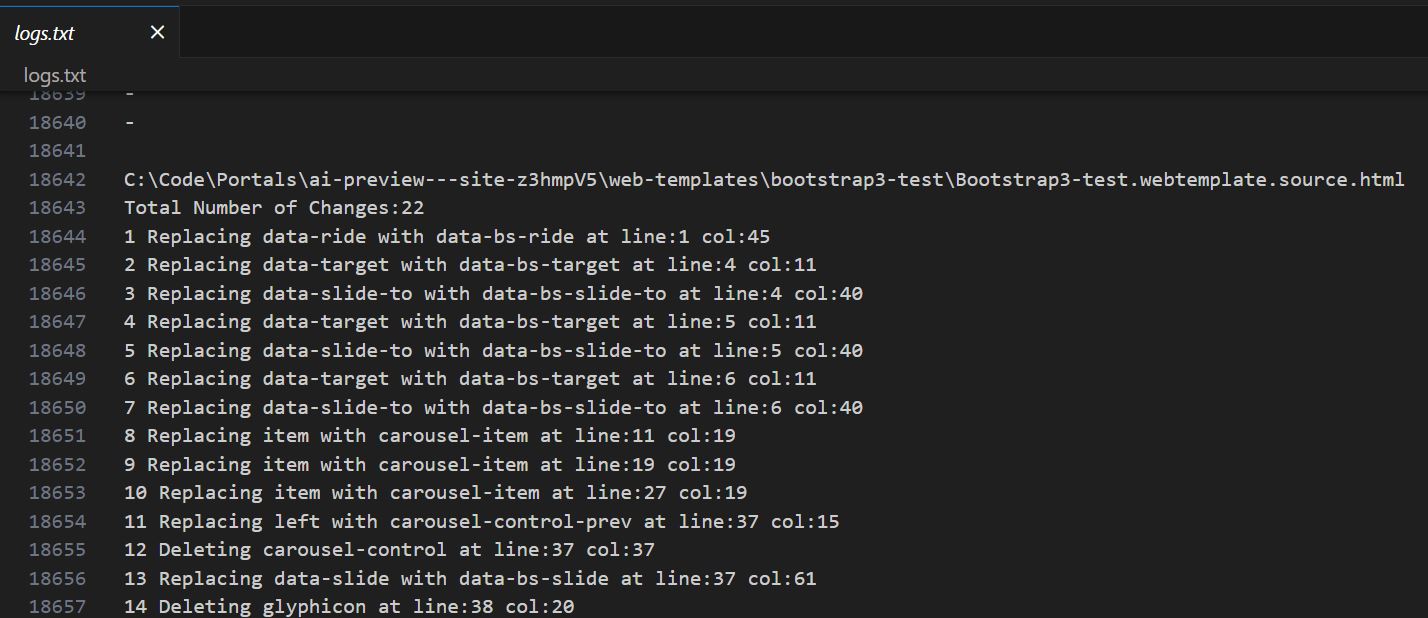 logs.txt
logs.txt
18639 -
18640 -
18641
18642 C:\Code\Portals\ai-preview---site-z3hmpV5\web-templates\bootstrap3-test\Bootstrap3-test.webtemplate.source.html
18643 Total Number of Changes:22
18644 1 Replacing data-ride with data-bs-ride at line:1 col:45
18645 2 Replacing data-target with data-bs-target at line:4 col:11
18646 3 Replacing data-slide-to with data-bs-slide-to at line:4 col:40
18647 4 Replacing data-target with data-bs-target at line:5 col:11
18648 5 Replacing data-slide-to with data-bs-slide-to at line:5 col:40
18649 6 Replacing data-target with data-bs-target at line:6 col:11
18650 7 Replacing data-slide-to with data-bs-slide-to at line:6 col:40
18651 8 Replacing item with carousel-item at line:11 col:19
18652 9 Replacing item with carousel-item at line:19 col:19
18653 10 Replacing item with carousel-item at line:27 col:19
18654 11 Replacing left with carousel-control-prev at line:37 col:15
18655 12 Deleting carousel-control at line:37 col:37
18656 13 Replacing data-slide with data-bs-slide at line:37 col:61
18657 14 Deleting glyphicon at line:38 col:20